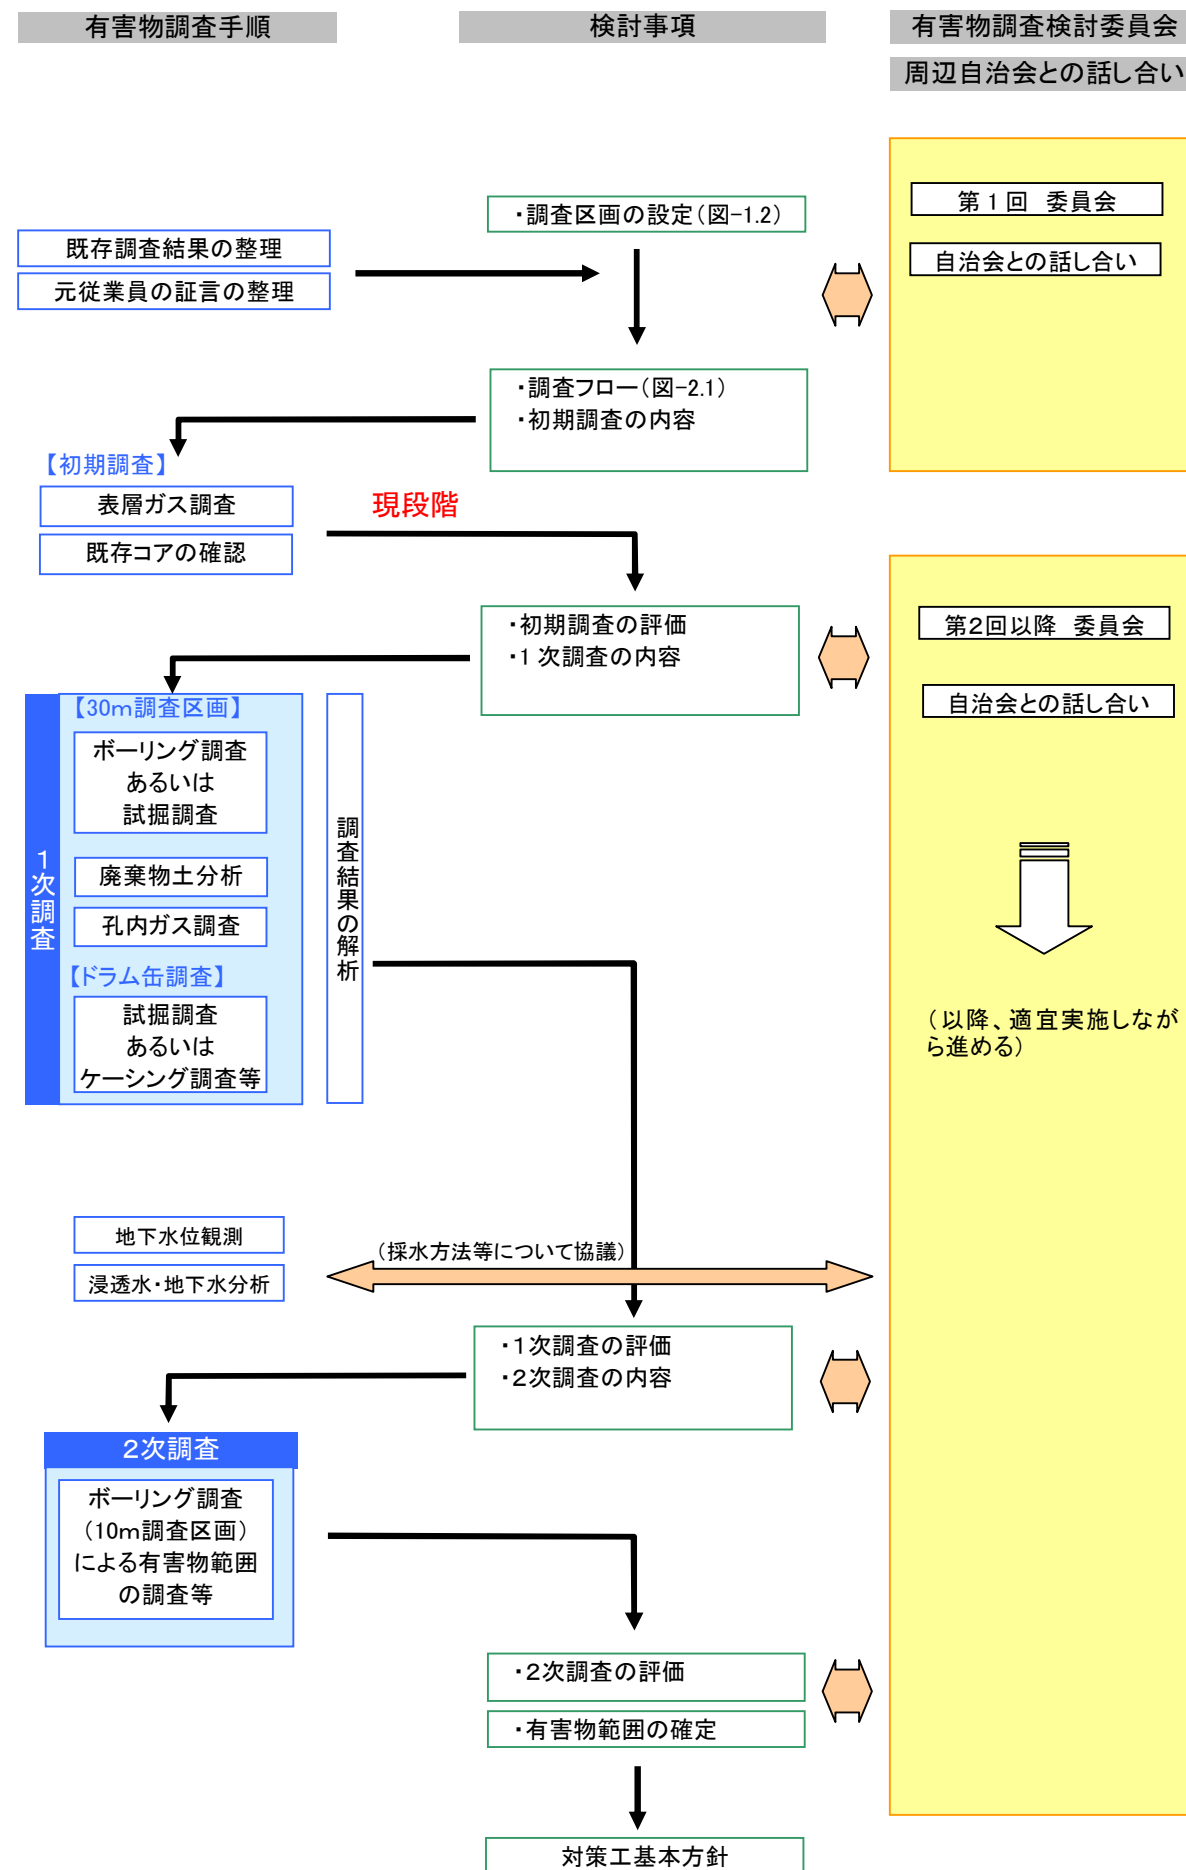 有害物調査手順
検討事項
有害物調査検討委員会
周辺自治会との話し合い
第1回 委員会
自治会との話し合い
・調査区画の設定(図-1.2)
既存調査結果の整理
元従業員の証言の整理
・調査フロー(図-2.1)
・初期調査の内容
【初期調査】
表層ガス調査
既存コアの確認
現段階
・初期調査の評価
・1次調査の内容
第2回以降 委員会
自治会との話し合い
1次調査
【30m調査区画】
ボーリング調査
あるいは
試掘調査
廃棄物土分析
孔内ガス調査
【ドラム缶調査】
試掘調査
あるいは
ケーシング調査等
調査結果の解析
(以降、適宜実施しなが
ら進める)
地下水位観測
浸透水・地下水分析
(採水方法等について協議)
・1次調査の評価
・2次調査の内容
2次調査
ボーリング調査
(10m調査区画)
による有害物範囲
の調査等
・2次調査の評価
・有害物範囲の確定
対策工基本方針